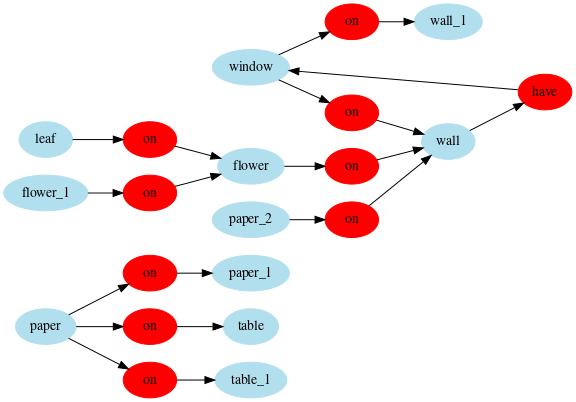 on
wall_1
window
have
on
leaf
on
wall
flower
on
flower_1
on
paper_2
on
on
paper_1
paper
on
table
on
table_1